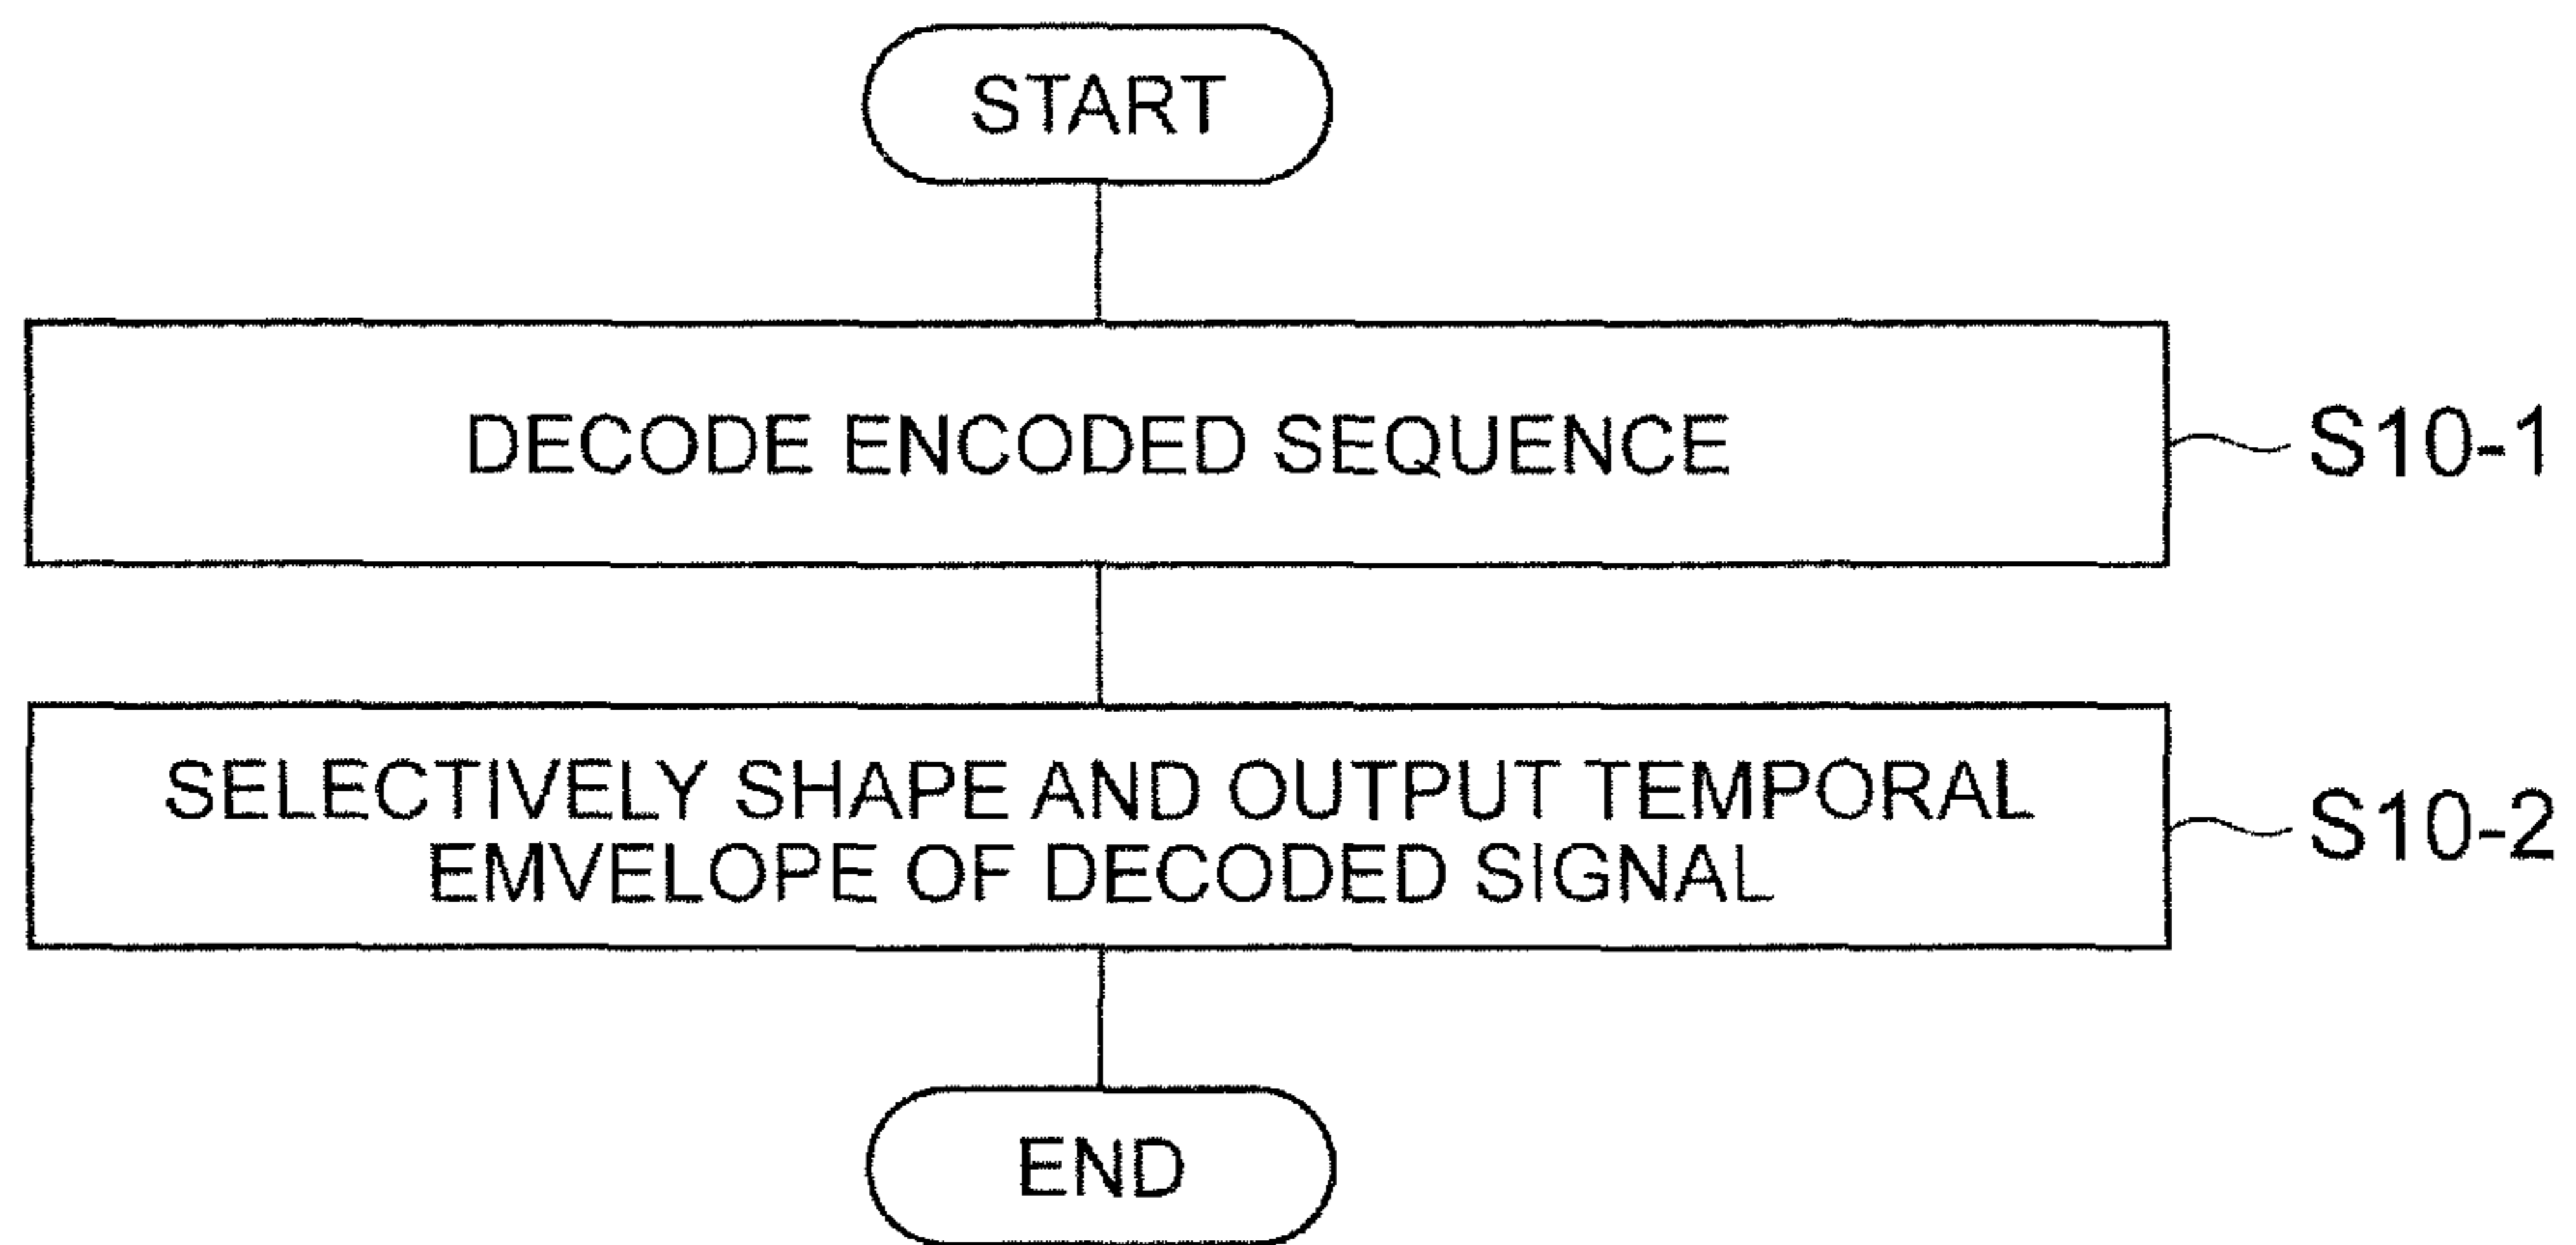 START
DECODE ENCODED SEQUENCE
S10-1
SELECTIVELY SHAPE AND OUTPUT TEMPORAL
EMVELOPE OF DECODED SIGNAL
S10-2
END